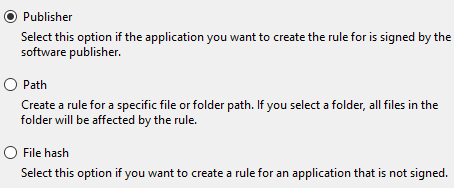 Publisher
Select this option if the application you want to create the rule for is signed by the
software publisher.
Path
Create a rule for a specific file or folder path. If you select a folder, all files in the
folder will be affected by the rule.
File hash
Select this option if you want to create a rule for an application that is not signed.